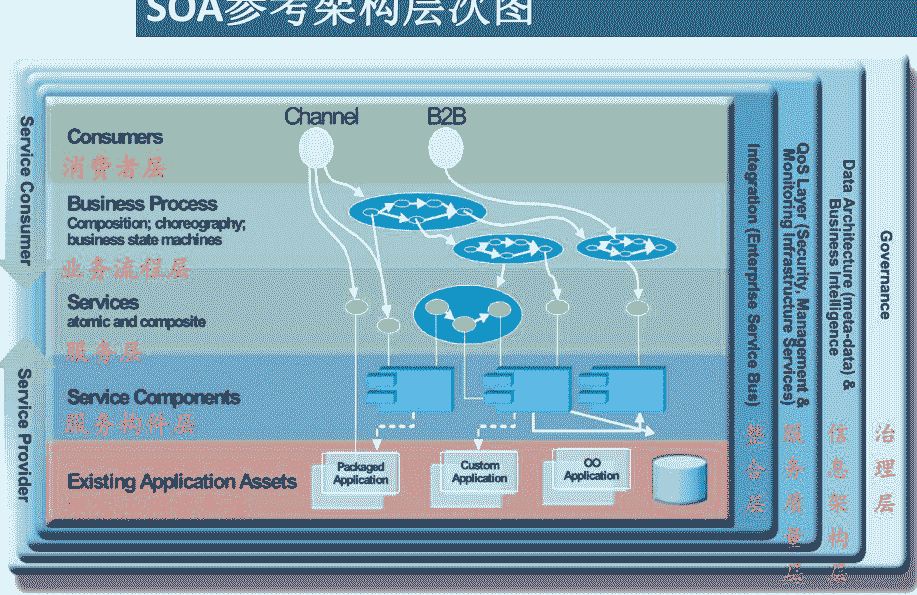 SOA参考架构层次图
Channel
B2B
Consumers
消费者层
Business Process
Composition; choreography;
business state machines
业务流程层
Services
atomic and composite
服务层
Service Components
服务构件层
Existing Application Assets
Packaged
Application
Custom
Application
OO
Application
Service Consumer
Service Provider
Integration (Enterprise Service Bus)
整合层
QoS Layer (Security, Management &
Monitoring Infrastructure Services)
服务质量层
Data Architecture (meta-data) &
Business Intelligence
信息架构层
Governance
治理层